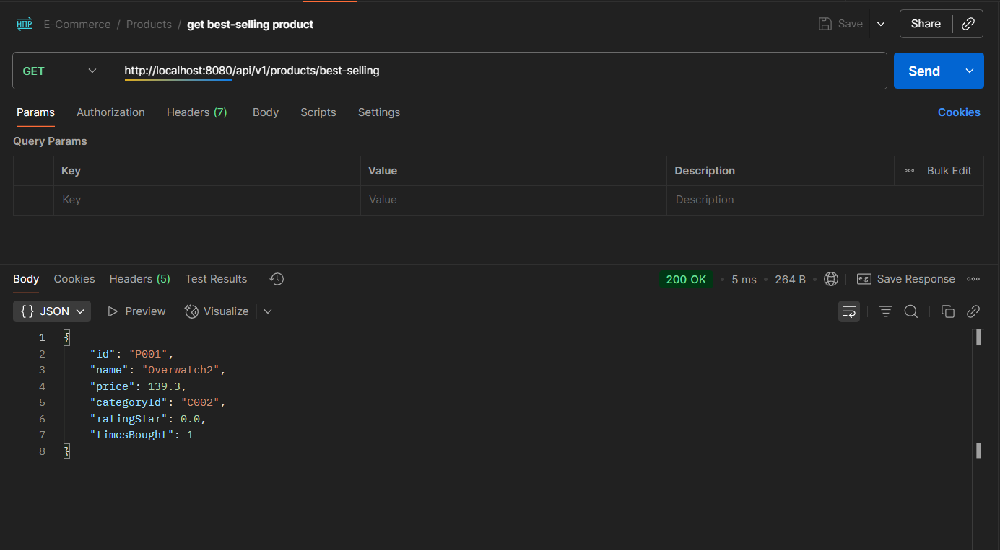 HTTP E-Commerce / Products / get best-selling product Save Share
GET http://localhost:8080/api/v1/products/best-selling Send
Params Authorization Headers (7) Body Scripts Settings Cookies
Query Params
Key Value Description Bulk Edit
Key Value Description
Body Cookies Headers (5) Test Results 200 OK 5 ms 264 B e.g. Save Response
{} JSON Preview Visualize
1 {
2 "id": "P001",
3 "name": "Overwatch2",
4 "price": 139.3,
5 "categoryId": "C002",
6 "ratingStar": 0.0,
7 "timesBought": 1
8 }